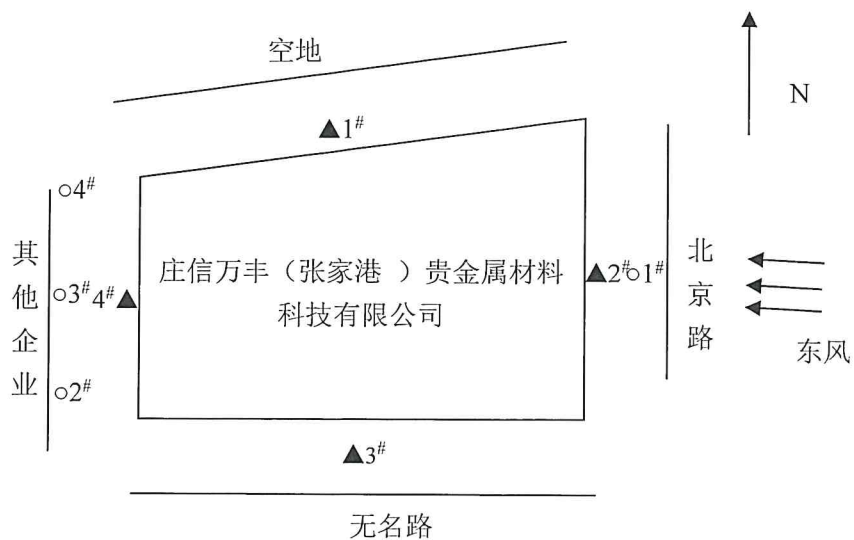 空地
N
▲1#
○4#
其他企业
庄信万丰（张家港 ）贵金属材料
科技有限公司
▲2#○1#
北京路
○3#4#▲
东风
○2#
▲3#
无名路